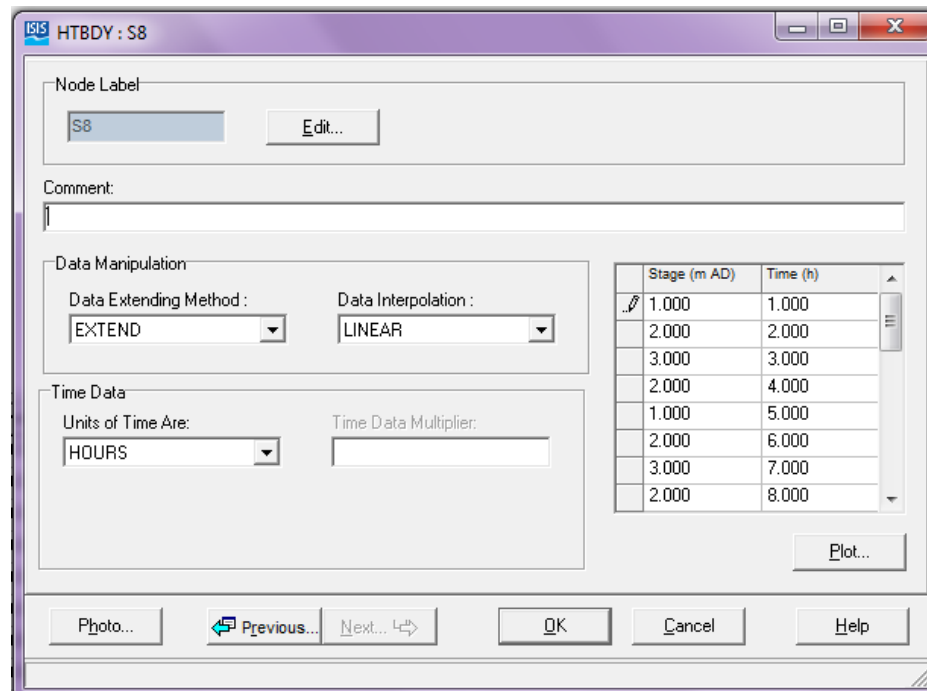 ISIS HTBDY : S8
Node Label
S8 Edit...
Comment:
Data Manipulation
Data Extending Method : Data Interpolation :
EXTEND LINEAR
Time Data
Units of Time Are: Time Data Multiplier:
HOURS
Stage (m AD) Time (h)
1.000 1.000
2.000 2.000
3.000 3.000
2.000 4.000
1.000 5.000
2.000 6.000
3.000 7.000
2.000 8.000
Plot...
Photo... Previous... Next... OK Cancel Help